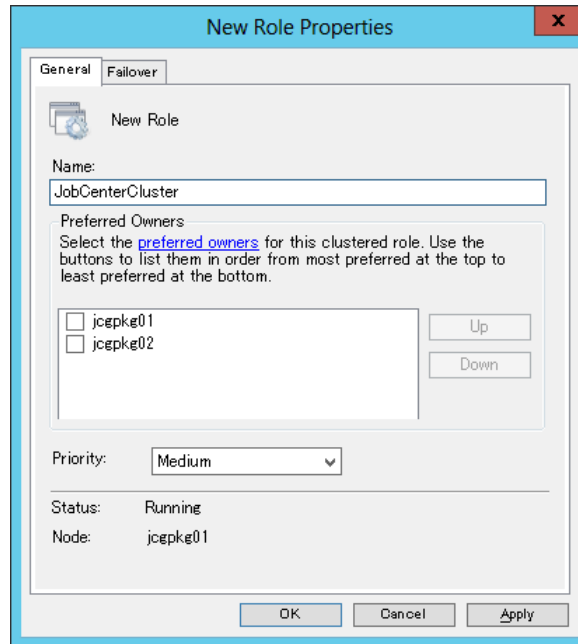 New Role Properties
x
General
Failover
New Role
Name:
JobCenterCluster
Preferred Owners
Select the preferred owners for this clustered role. Use the
buttons to list them in order from most preferred at the top to
least preferred at the bottom.
jcgpkg01
jcgpkg02
Up
Down
Priority:
Medium
Status:
Running
Node:
jcgpkg01
OK
Cancel
Apply